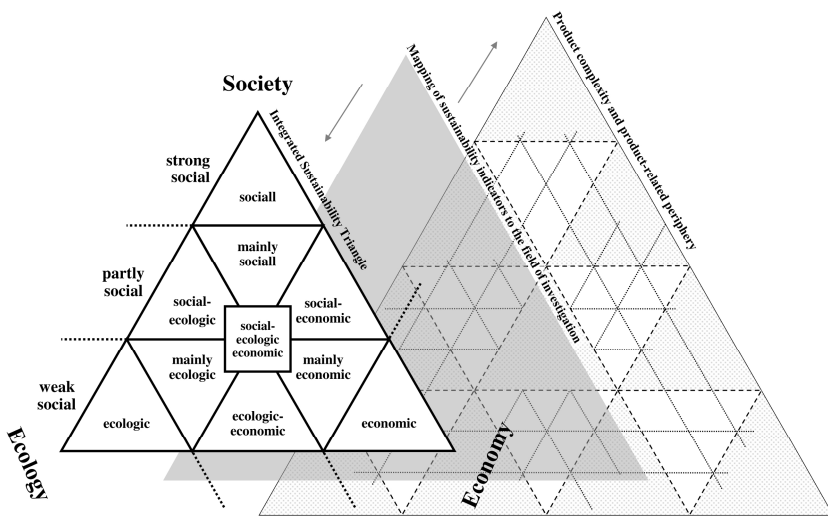 Society
Integrated Sustainability Triangle
Mapping of sustainability indicators to the field of investigation
Product complexity and product-related periphery
strong
social
sociall
mainly
sociall
partly
social
social-
ecologic
social-
economic
social-
ecologic
economic
mainly
ecologic
mainly
economic
weak
social
ecologic
ecologic-
economic
economic
Ecology
Economy